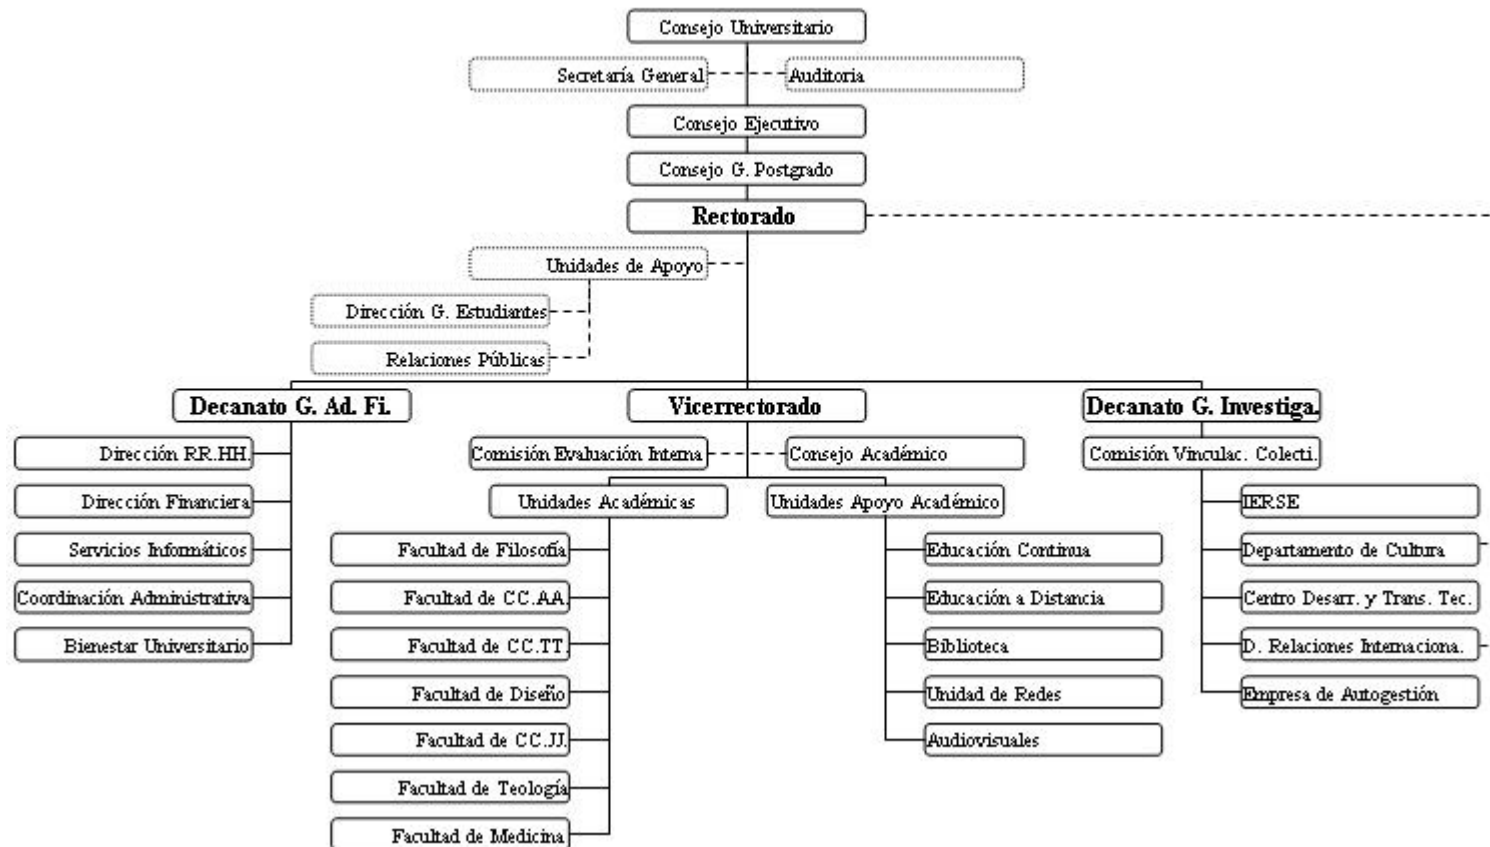 Consejo Universitario
Secretaría General
Auditoria
Consejo Ejecutivo
Consejo G. Postgrado
Rectorado
Unidades de Apoyo
Dirección G. Estudiantes
Relaciones Públicas
Decanato G. Ad. Fi.
Vicerrectorado
Decanato G. Investiga.
Dirección RR.HH.
Dirección Financiera
Servicios Informáticos
Coordinación Administrativa
Bienestar Universitario
Comisión Evaluación Interna
Consejo Académico
Unidades Académicas
Unidades Apoyo Académico
Facultad de Filosofía
Facultad de CC.AA.
Facultad de CC.TT.
Facultad de Diseño
Facultad de CC.JJ.
Facultad de Teología
Facultad de Medicina
Educación Continua
Educación a Distancia
Biblioteca
Unidad de Redes
Audiovisuales
Comisión Vinculac. Colecti.
IERSE
Departamento de Cultura
Centro Desarr. y Trans. Tec.
D. Relaciones Internaciona.
Empresa de Autogestión